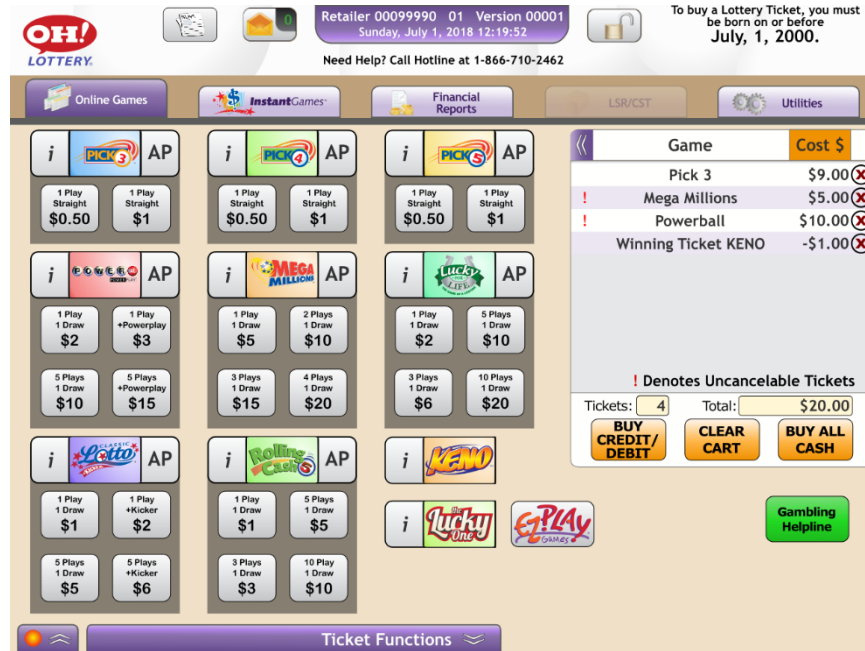 OH!
LOTTERY.
0
Retailer 00099990 01 Version 00001
Sunday, July 1, 2018 12:19:52
Need Help? Call Hotline at 1-866-710-2462
To buy a Lottery Ticket, you must
be born on or before
July, 1, 2000.
Online Games
InstantGames
Financial
Reports
LSR/CST
Utilities
i
PICK 3
AP
1 Play
Straight
$0.50
1 Play
Straight
$1
i
PICK 4
AP
1 Play
Straight
$0.50
1 Play
Straight
$1
i
PICK 5
AP
1 Play
Straight
$0.50
1 Play
Straight
$1
i
POWERBALL
POWERPLAY
AP
1 Play
1 Draw
$2
1 Play
+Powerplay
$3
5 Plays
1 Draw
$10
5 Plays
+Powerplay
$15
i
MEGA
MILLIONS
AP
1 Play
1 Draw
$5
2 Plays
1 Draw
$10
3 Plays
1 Draw
$15
4 Plays
1 Draw
$20
i
Lucky
LIFE
AP
1 Play
1 Draw
$2
5 Plays
1 Draw
$10
3 Plays
1 Draw
$6
10 Plays
1 Draw
$20
i
CLASSIC
Lotto
AP
1 Play
1 Draw
$1
1 Play
+Kicker
$2
5 Plays
1 Draw
$5
5 Plays
+Kicker
$6
i
Rolling
Cash 5
AP
1 Play
1 Draw
$1
5 Plays
1 Draw
$5
3 Plays
1 Draw
$3
10 Play
1 Draw
$10
i
KENO
i
the
Lucky
One
EZPLAY
GAMES
Game Cost $
Pick 3 $9.00 X
! Mega Millions $5.00 X
! Powerball $10.00 X
Winning Ticket KENO -$1.00 X
! Denotes Uncancelable Tickets
Tickets: 4 Total: $20.00
BUY
CREDIT/
DEBIT
CLEAR
CART
BUY ALL
CASH
Gambling
Helpline
Ticket Functions